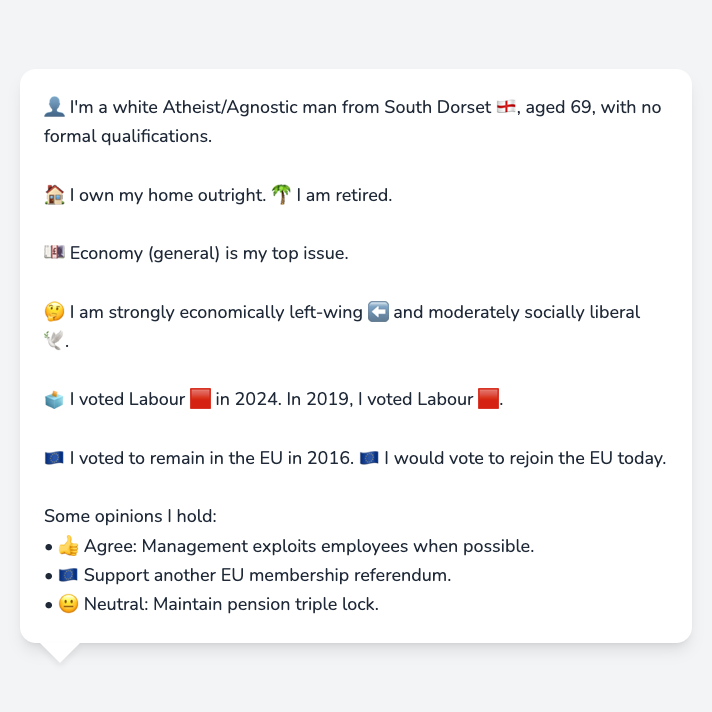 👤 I'm a white Atheist/Agnostic man from South Dorset 🏴󠁧󠁢󠁥󠁮󠁧󠁿, aged 69, with no
formal qualifications.
🏠 I own my home outright. 🌴 I am retired.
💷 Economy (general) is my top issue.
🤔 I am strongly economically left-wing ⬅️ and moderately socially liberal
🕊️.
🗳️ I voted Labour 🟥 in 2024. In 2019, I voted Labour 🟥.
🇪🇺 I voted to remain in the EU in 2016. 🇪🇺 I would vote to rejoin the EU today.
Some opinions I hold:
• 👍 Agree: Management exploits employees when possible.
• 🇪🇺 Support another EU membership referendum.
• 😐 Neutral: Maintain pension triple lock.